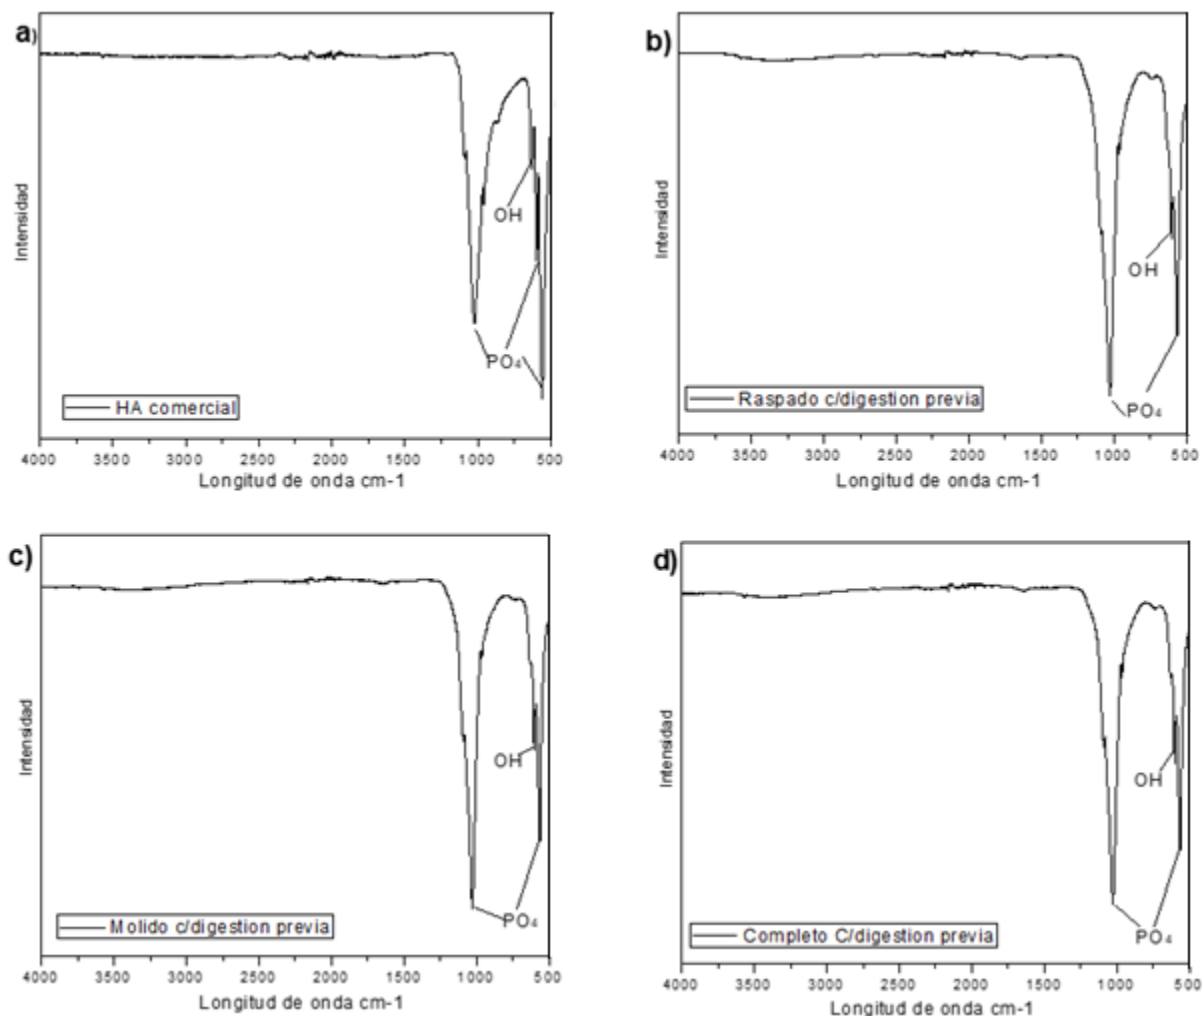 a)
Intensidad
OH
PO4
HA comercial
4000 3500 3000 2500 2000 1500 1000 500
Longitud de onda cm-1
b)
Intensidad
OH
PO4
Raspado c/digestion previa
4000 3500 3000 2500 2000 1500 1000 500
Longitud de onda cm-1
c)
Intensidad
OH
PO4
Molido c/digestion previa
4000 3500 3000 2500 2000 1500 1000 500
Longitud de onda cm-1
d)
Intensidad
OH
PO4
Completo C/digestion previa
4000 3500 3000 2500 2000 1500 1000 500
Longitud de onda cm-1